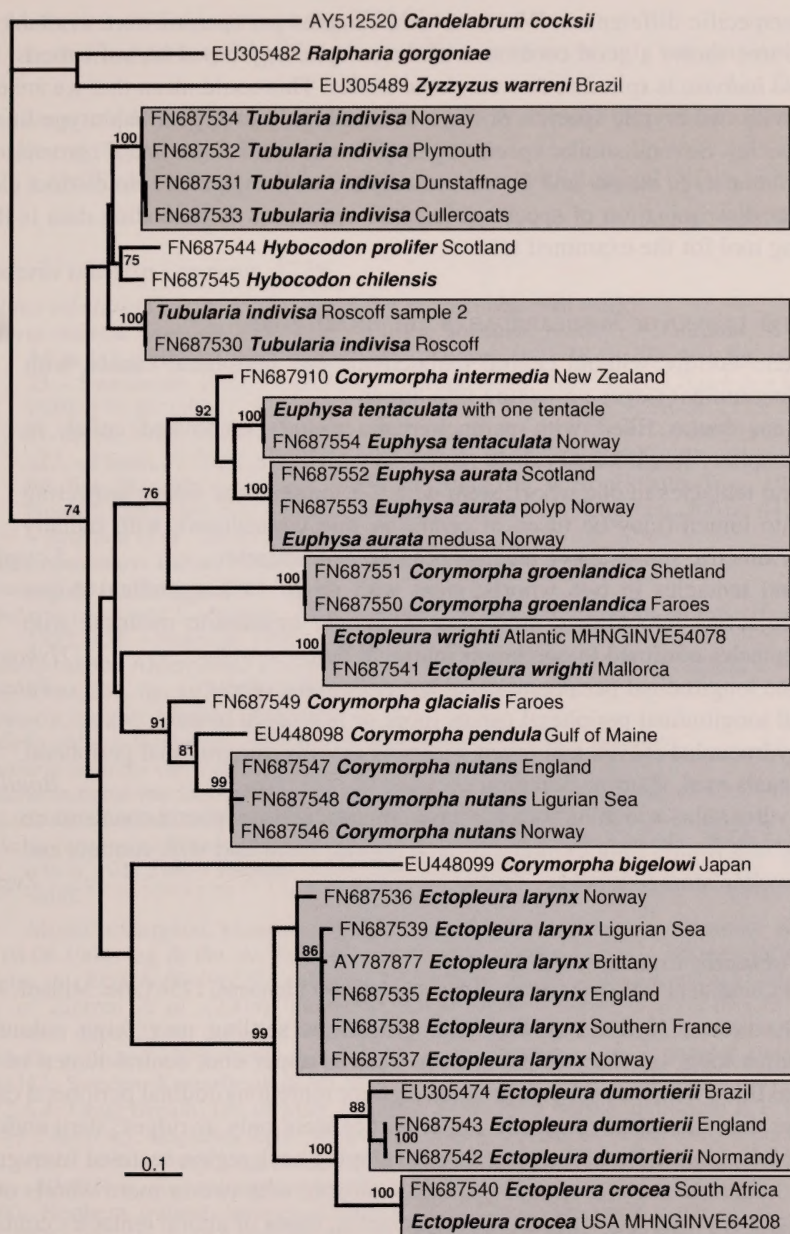 AY512520 Candelabrum cocksii
EU305482 Ralpharia gorgoniae
EU305489 Zyzzyzus warreni Brazil
FN687534 Tubularia indivisa Norway
100
FN687532 Tubularia indivisa Plymouth
FN687531 Tubularia indivisa Dunstaffnage
FN687533 Tubularia indivisa Cullercoats
FN687544 Hybocodon prolifer Scotland
75
FN687545 Hybocodon chilensis
Tubularia indivisa Roscoff sample 2
100
FN687530 Tubularia indivisa Roscoff
FN687910 Corymorpha intermedia New Zealand
92
Euphysa tentaculata with one tentacle
100
FN687554 Euphysa tentaculata Norway
FN687552 Euphysa aurata Scotland
76
100
FN687553 Euphysa aurata polyp Norway
74
Euphysa aurata medusa Norway
FN687551 Corymorpha groenlandica Shetland
100
FN687550 Corymorpha groenlandica Faroes
Ectopleura wrighti Atlantic MHNGINVE54078
100
FN687541 Ectopleura wrighti Mallorca
FN687549 Corymorpha glacialis Faroes
91
EU448098 Corymorpha pendula Gulf of Maine
81
FN687547 Corymorpha nutans England
99
FN687548 Corymorpha nutans Ligurian Sea
FN687546 Corymorpha nutans Norway
EU448099 Corymorpha bigelowi Japan
FN687536 Ectopleura larynx Norway
FN687539 Ectopleura larynx Ligurian Sea
86
AY787877 Ectopleura larynx Brittany
FN687535 Ectopleura larynx England
FN687538 Ectopleura larynx Southern France
99
FN687537 Ectopleura larynx Norway
EU305474 Ectopleura dumortierii Brazil
88
FN687543 Ectopleura dumortierii England
100
100
FN687542 Ectopleura dumortierii Normandy
0.1
FN687540 Ectopleura crocea South Africa
100
Ectopleura crocea USA MHNGINVE64208